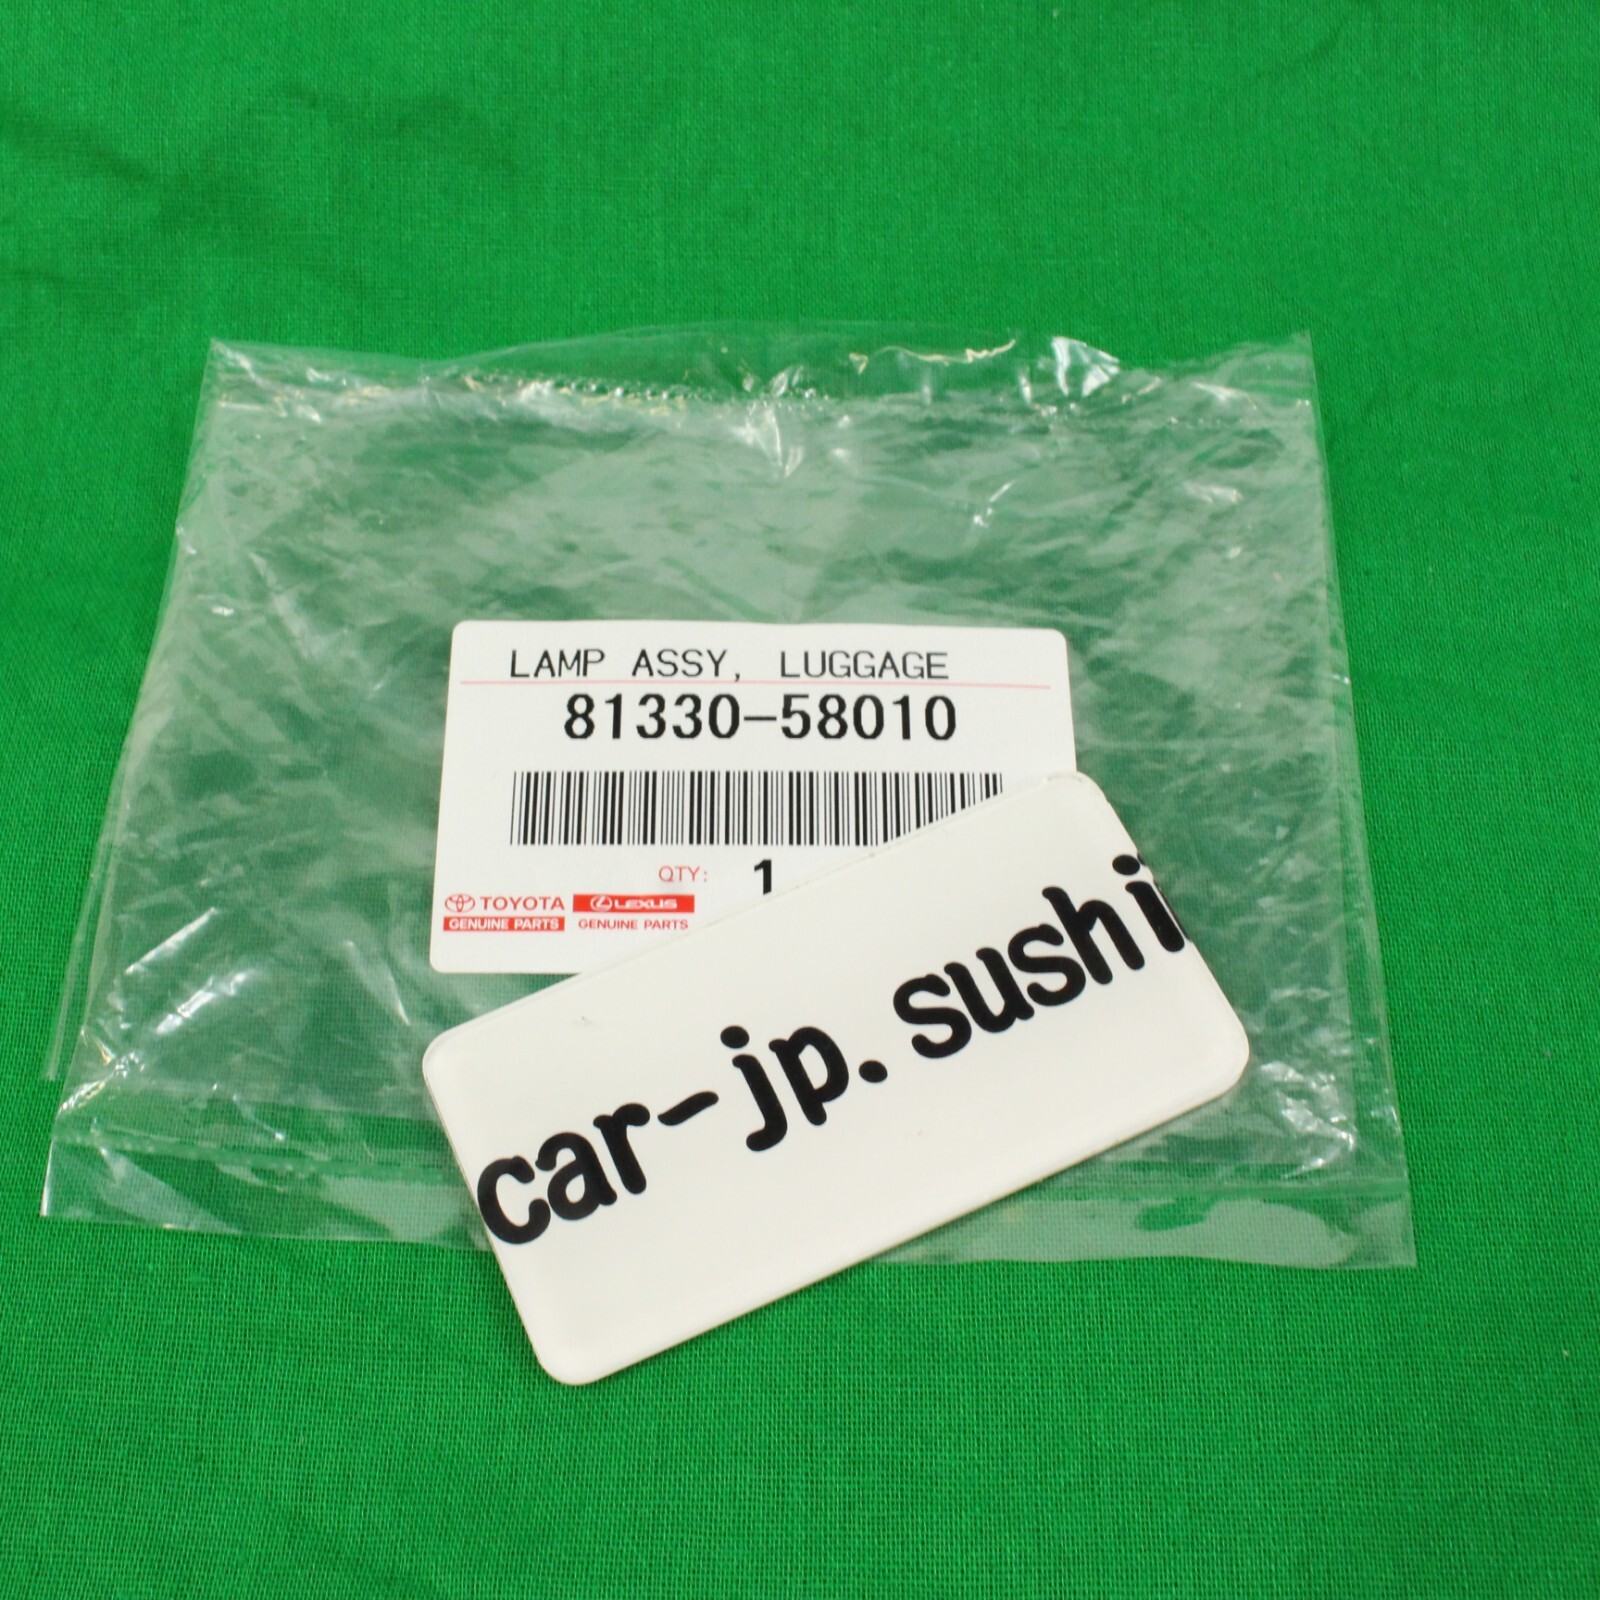 LAMP ASSY, LUGGAGE
81330-58010
QTY: 1
TOYOTA LEXUS
GENUINE PARTS GENUINE PARTS
car-jp.sushi